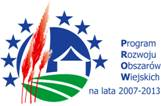 Program
Rozwoju
Obszarów
Wiejskich
na lata 2007-2013